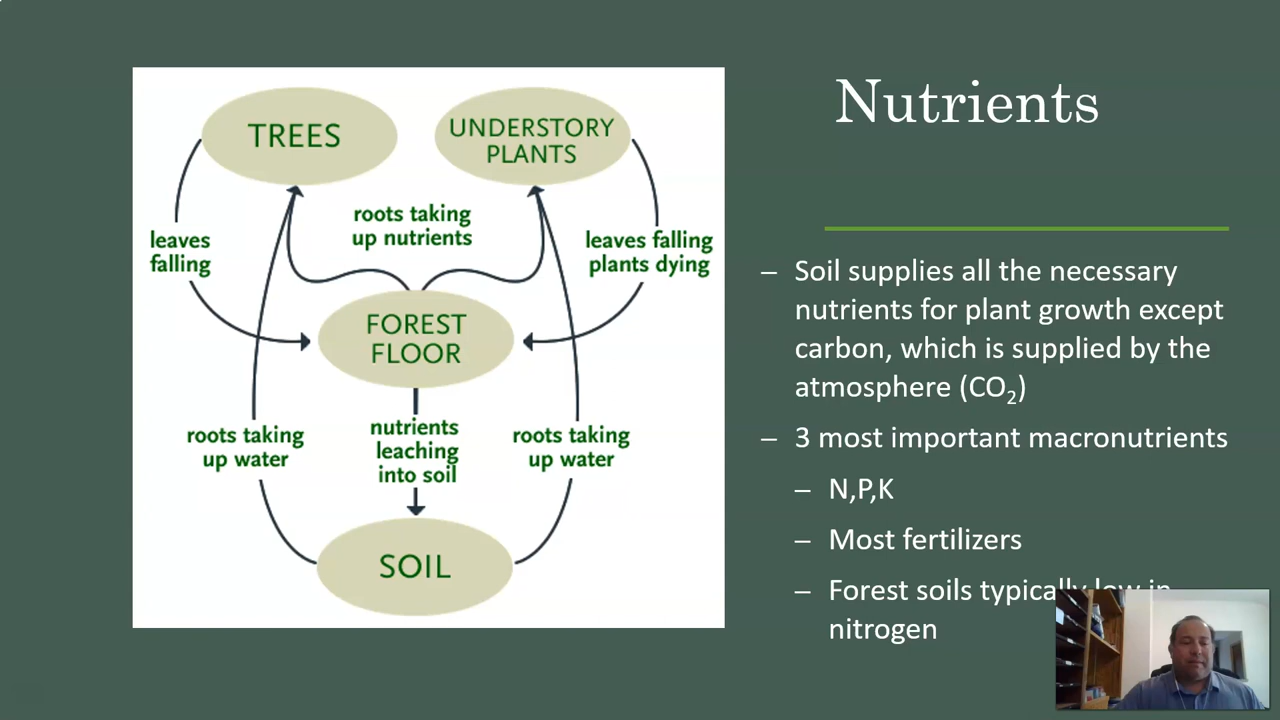 Nutrients
TREES
UNDERSTORY
PLANTS
roots taking
up nutrients
leaves
falling
leaves falling
plants dying
FOREST
FLOOR
roots taking
up water
nutrients
leaching
into soil
roots taking
up water
SOIL
– Soil supplies all the necessary
nutrients for plant growth except
carbon, which is supplied by the
atmosphere (CO₂)
– 3 most important macronutrients
– N,P,K
– Most fertilizers
– Forest soils typically low in
nitrogen